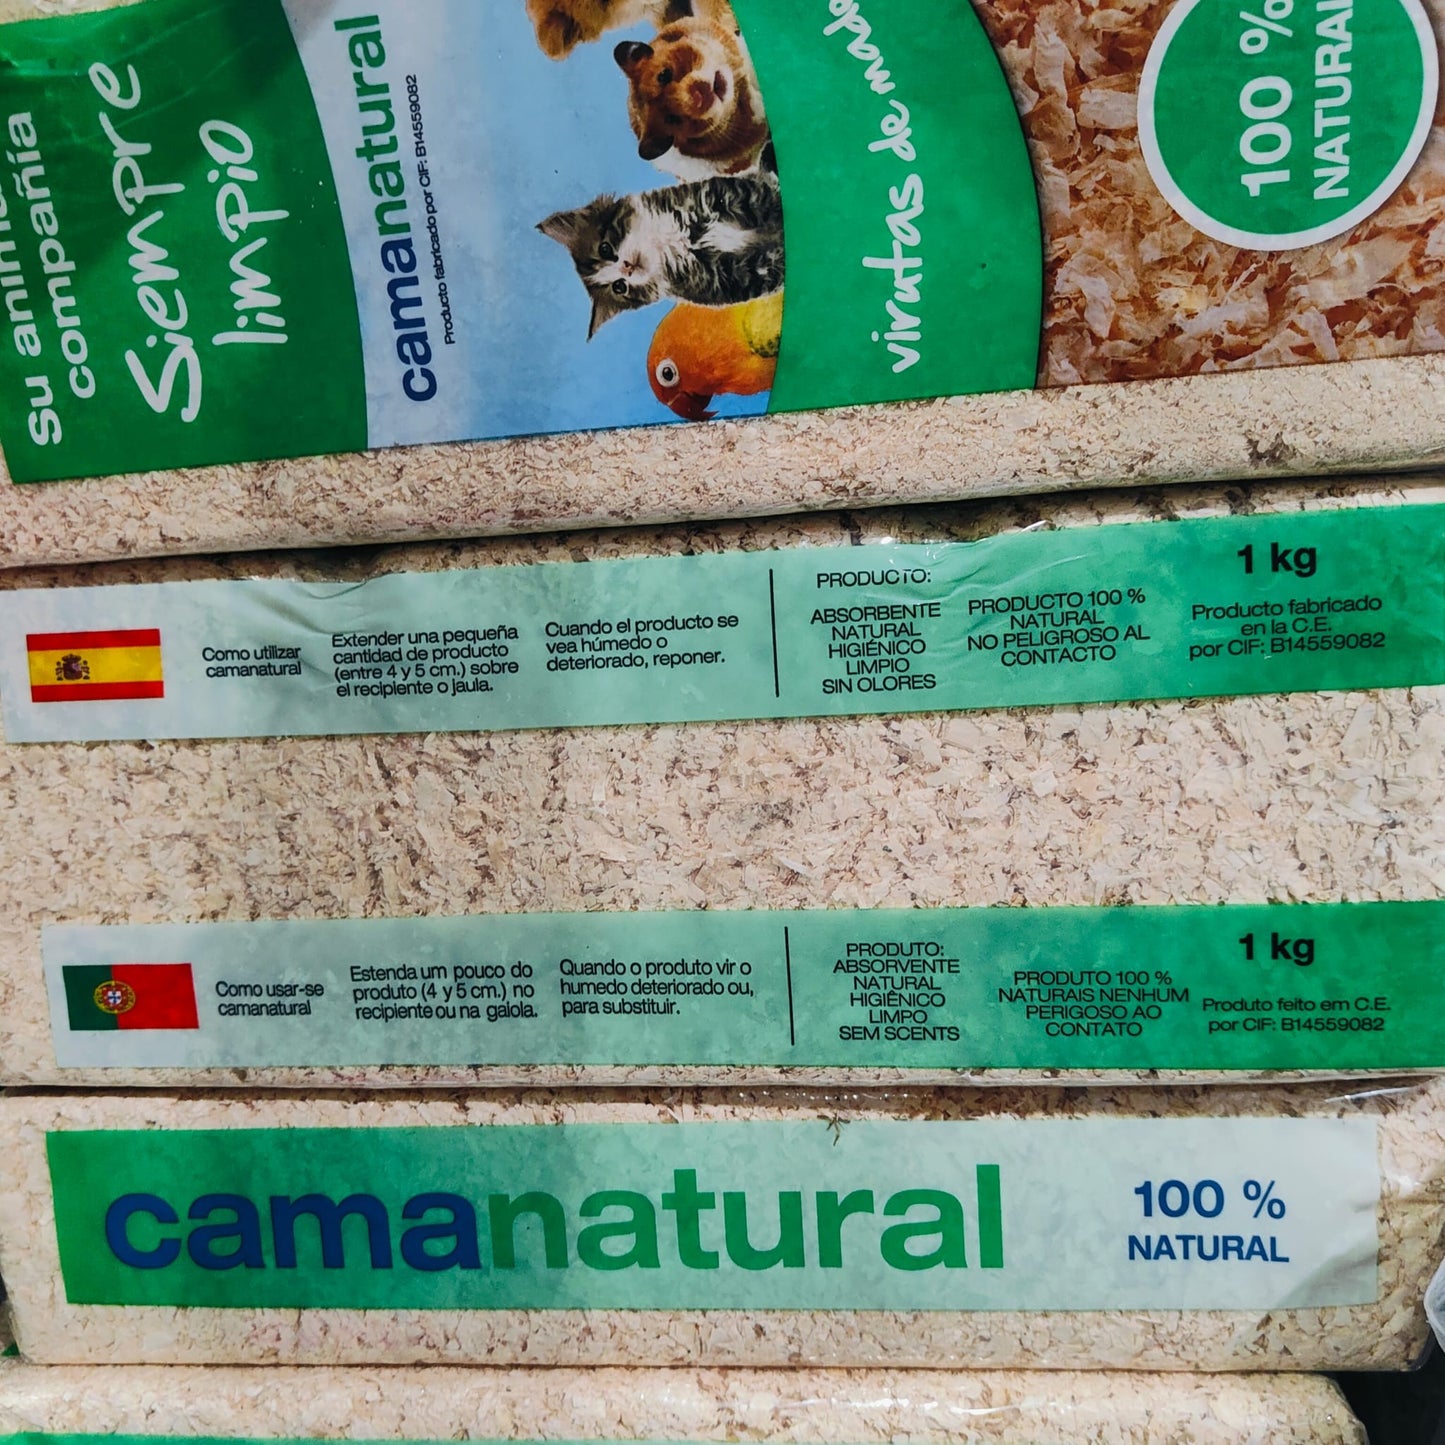 Su
compañía
Siempre
limpio
camanatural
Producto fabricado por CIF: B14559082
virutas de
100 %
NATURAL
Como utilizar
camanatural
Extender una pequeña
cantidad de producto
(entre 4 y 5 cm.) sobre
el recipiente o jaula.
Cuando el producto se
vea húmedo o
deteriorado, reponer.
PRODUCTO:
ABSORBENTE
NATURAL
HIGIÉNICO
LIMPIO
SIN OLORES
PRODUCTO 100 %
NATURAL
NO PELIGROSO AL
CONTACTO
1 kg
Producto fabricado
en la C.E.
por CIF: B14559082
Como usar-se
camanatural
Estenda um pouco do
produto (4 y 5 cm.) no
recipiente ou na gaiola.
Quando o produto vir o
humedo deteriorado ou,
para substituir.
PRODUTO:
ABSORVENTE
NATURAL
HIGIÊNICO
LIMPO
SEM SCENTS
PRODUTO 100 %
NATURAIS NENHUM
PERIGOSO AO
CONTATO
1 kg
Produto feito em C.E.
por CIF: B14559082
camanatural
100 %
NATURAL